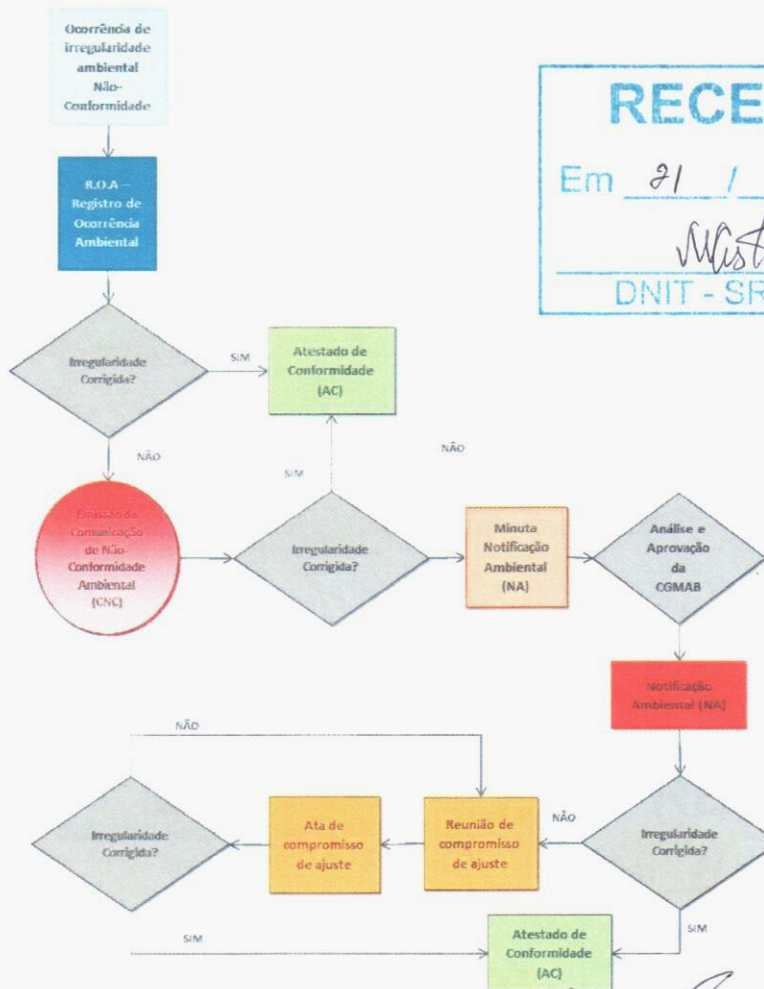 Ocorrência de
irregularidade
ambiental
Não-
Conformidade
RECE
Em 21 /
DNIT - SR
R.O.A –
Registro de
Ocorrência
Ambiental
Irregularidade
Corrigida?
SIM
Atestado de
Conformidade
(AC)
NÃO
SIM
NÃO
Emissão da
Comunicação
de Não-
Conformidade
Ambiental
(CNC)
Irregularidade
Corrigida?
Minuta
Notificação
Ambiental
(NA)
Análise e
Aprovação
da
CGMAB
Notificação
Ambiental (NA)
NÃO
Irregularidade
Corrigida?
Ata de
compromisso
de ajuste
Reunião de
compromisso
de ajuste
NÃO
Irregularidade
Corrigida?
SIM
SIM
Atestado de
Conformidade
(AC)